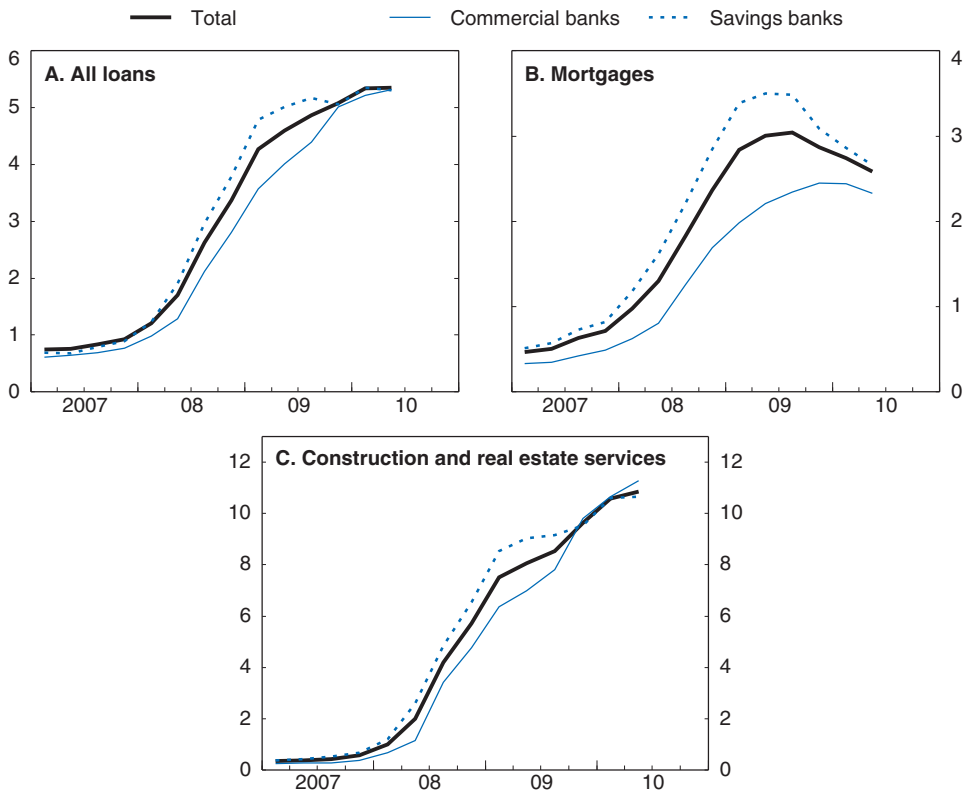 Total Commercial banks Savings banks
A. All loans
6
5
4
3
2
1
0
2007 08 09 10
B. Mortgages
4
3
2
1
0
2007 08 09 10
C. Construction and real estate services
12 12
10 10
8 8
6 6
4 4
2 2
0 0
2007 08 09 10